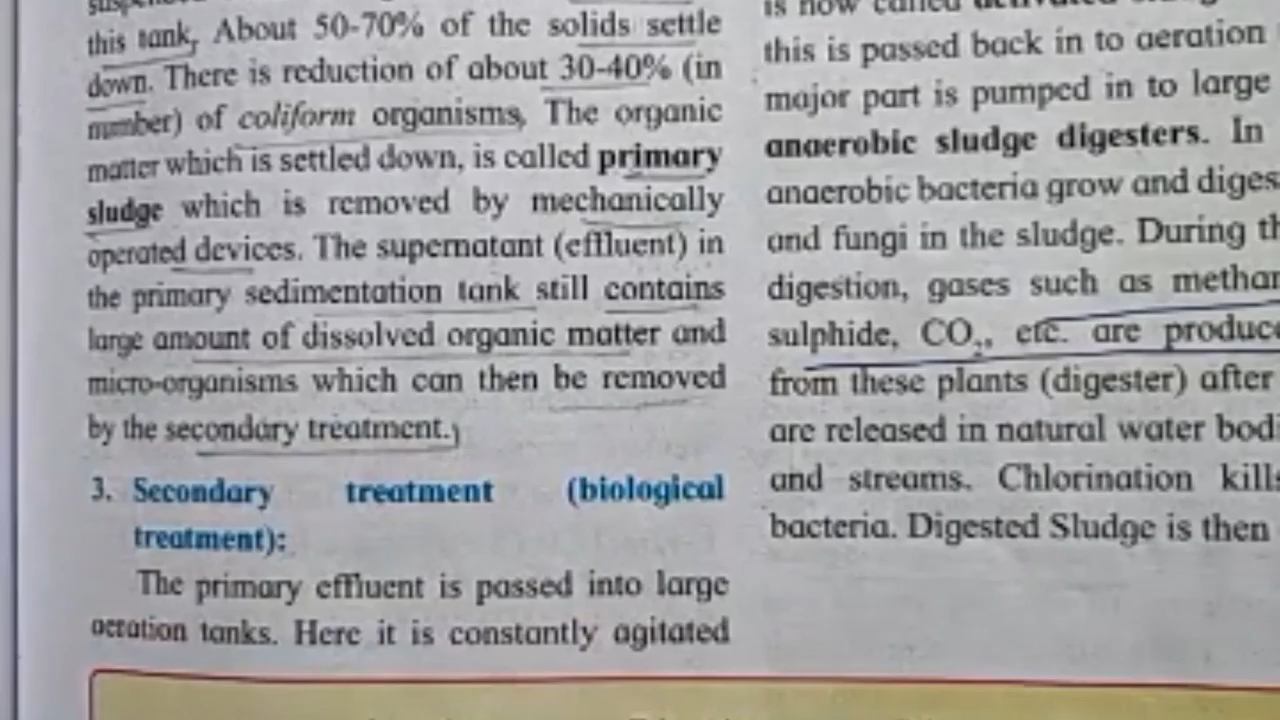 this tank, About 50-70% of the solids settle
down. There is reduction of about 30-40% (in
number) of coliform organisms, The organic
matter which is settled down, is called primary
sludge which is removed by mechanically
operated devices. The supernatant (effluent) in
the primary sedimentation tank still contains
large amount of dissolved organic matter and
micro-organisms which can then be removed
by the secondary treatment.)
3. Secondary treatment (biological
treatment):
The primary effluent is passed into large
aeration tanks. Here it is constantly agitated
is now called
this is passed back in to aeration
major part is pumped in to large
anaerobic sludge digesters. In
anaerobic bacteria grow and diges
and fungi in the sludge. During th
digestion, gases such as methan
sulphide, CO₂, etc. are produce
from these plants (digester) after
are released in natural water bodi
and streams. Chlorination kills
bacteria. Digested Sludge is then